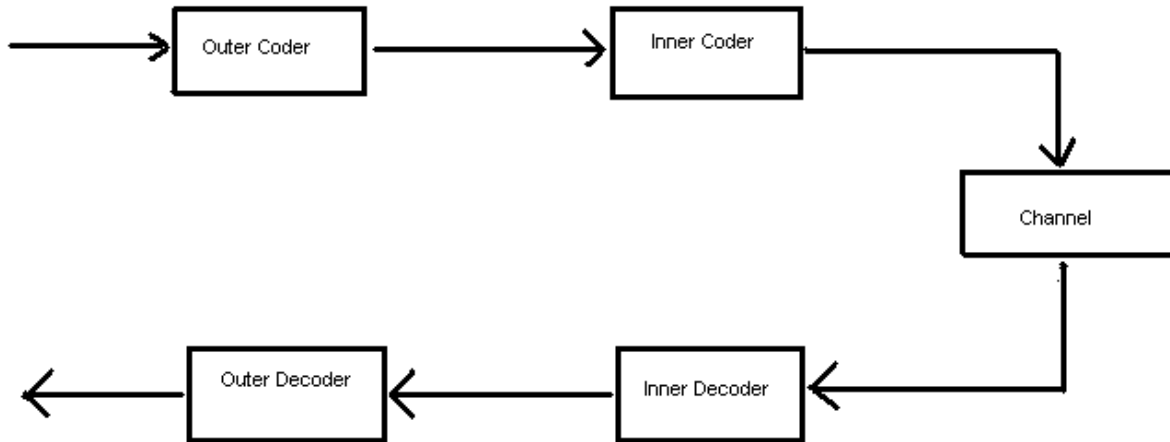 Outer Coder
Inner Coder
Channel
Outer Decoder
Inner Decoder